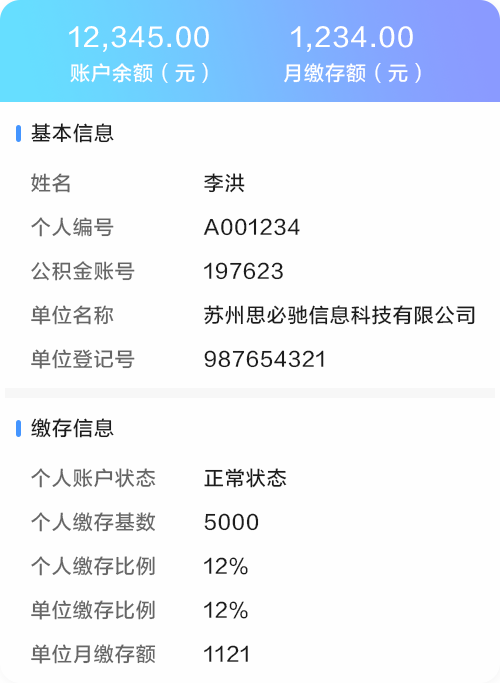 12,345.00 1,234.00
账户余额（元） 月缴存额（元）
基本信息
姓名 李洪
个人编号 A001234
公积金账号 197623
单位名称 苏州思必驰信息科技有限公司
单位登记号 987654321
缴存信息
个人账户状态 正常状态
个人缴存基数 5000
个人缴存比例 12%
单位缴存比例 12%
单位月缴存额 1121